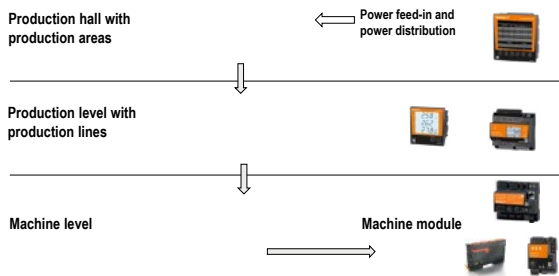 Production hall with
production areas
Power feed-in and
power distribution
Production level with
production lines
Machine level
Machine module